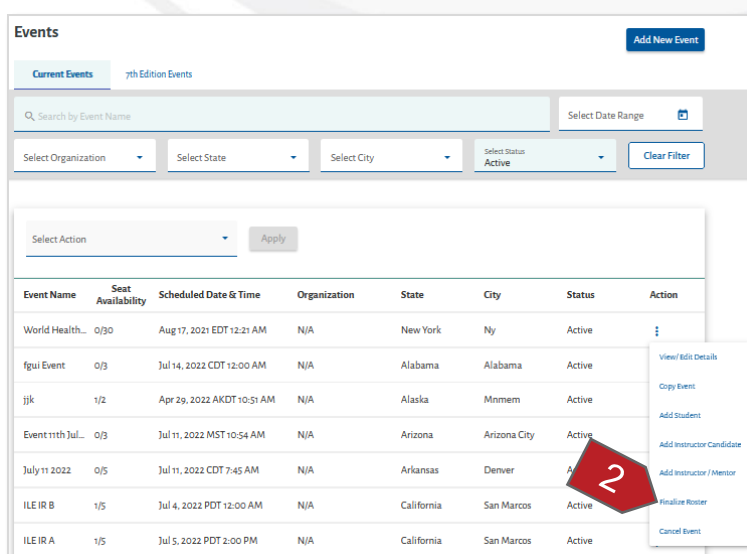 Events
Add New Event
Current Events 7th Edition Events
Search by Event Name
Select Date Range
Select Organization
Select State
Select City
Select Status
Active
Clear Filter
Select Action
Apply
Event Name Seat Availability Scheduled Date & Time Organization State City Status Action
World Health... 0/30 Aug 17, 2021 EDT 12:21 AM N/A New York Ny Active
fgui Event 0/3 Jul 14, 2022 CDT 12:00 AM N/A Alabama Alabama Active
jjk 1/2 Apr 29, 2022 AKDT 10:51 AM N/A Alaska Mnmem Active
Event 11th Jul... 0/3 Jul 11, 2022 MST 10:54 AM N/A Arizona Arizona City Active
July 11 2022 0/5 Jul 11, 2022 CDT 7:45 AM N/A Arkansas Denver
ILE IR B 1/5 Jul 4, 2022 PDT 12:00 AM N/A California San Marcos Active
ILE IR A 1/5 Jul 5, 2022 PDT 2:00 PM N/A California San Marcos Active
View/ Edit Details
Copy Event
Add Student
Add Instructor Candidate
Add Instructor / Mentor
Finalize Roster
Cancel Event
2